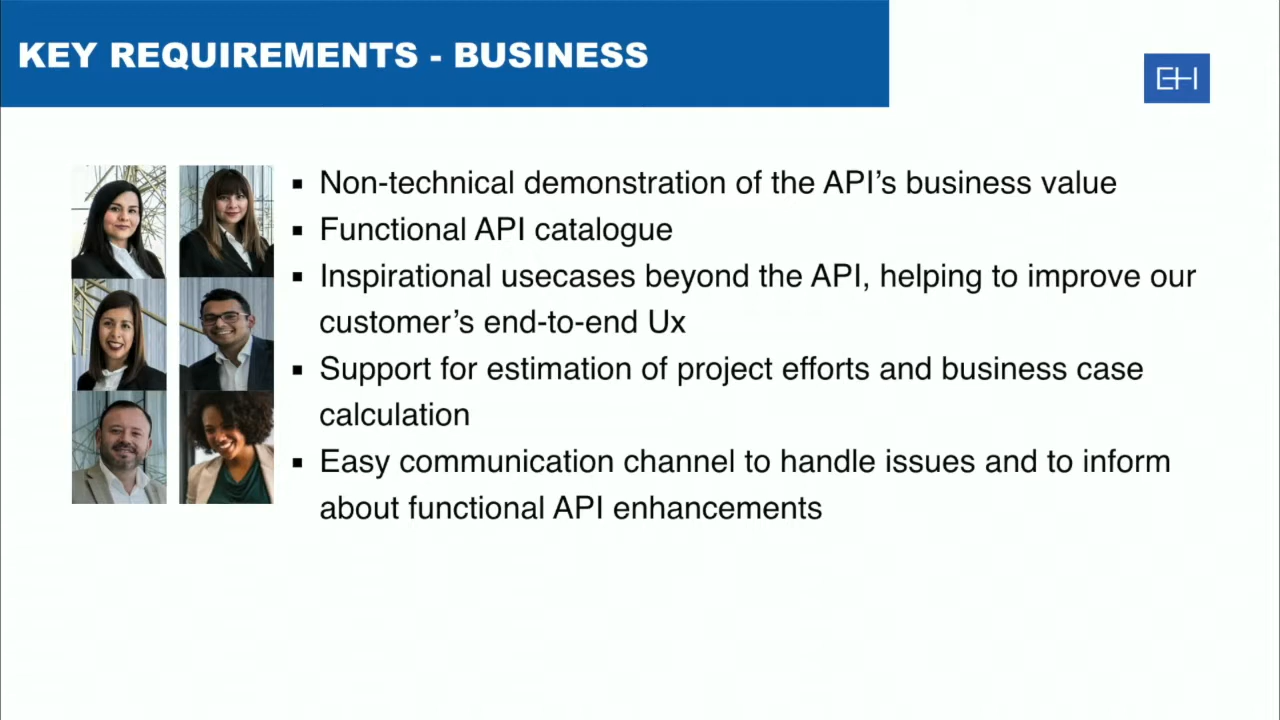 KEY REQUIREMENTS - BUSINESS
EHI
▪ Non-technical demonstration of the API’s business value
▪ Functional API catalogue
▪ Inspirational usecases beyond the API, helping to improve our
customer’s end-to-end Ux
▪ Support for estimation of project efforts and business case
calculation
▪ Easy communication channel to handle issues and to inform
about functional API enhancements